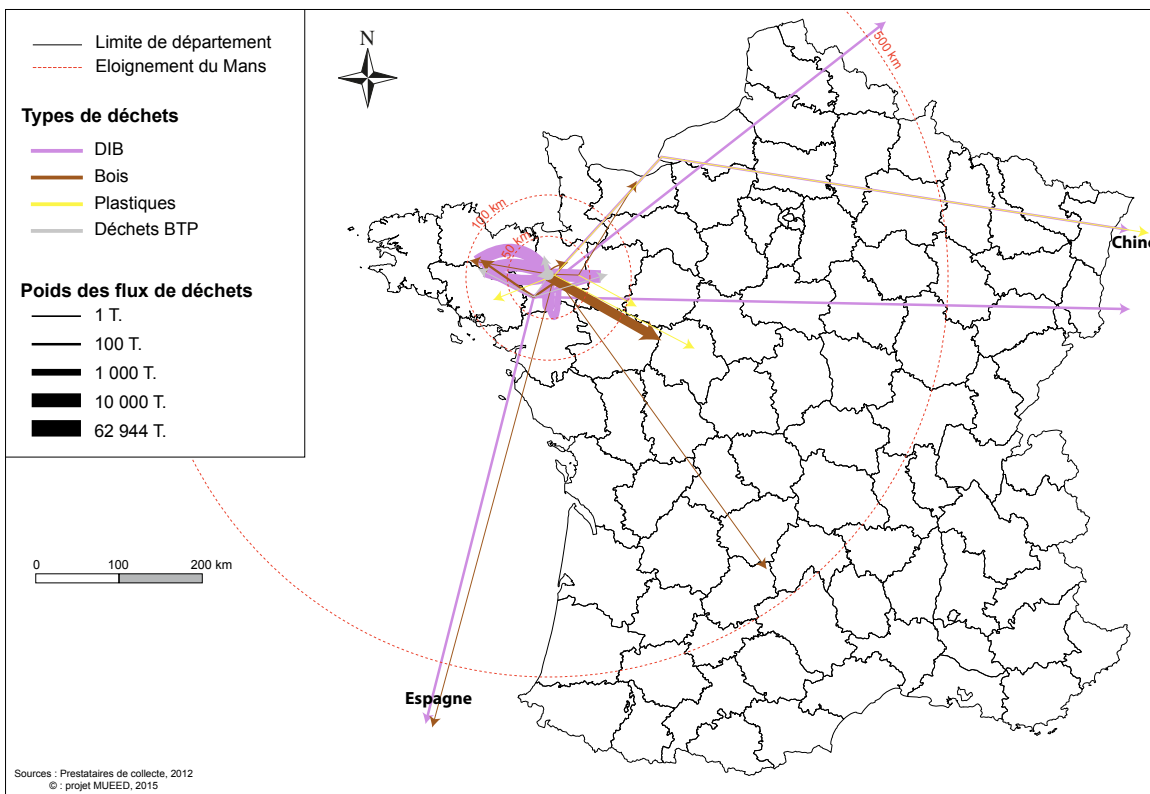 Limite de département
Eloignement du Mans
Types de déchets
DIB
Bois
Plastiques
Déchets BTP
Poids des flux de déchets
1 T.
100 T.
1 000 T.
10 000 T.
62 944 T.
N
500 km
100 km
50 km
Chine
0 100 200 km
Espagne
Sources : Prestataires de collecte, 2012
© : projet MUEED, 2015